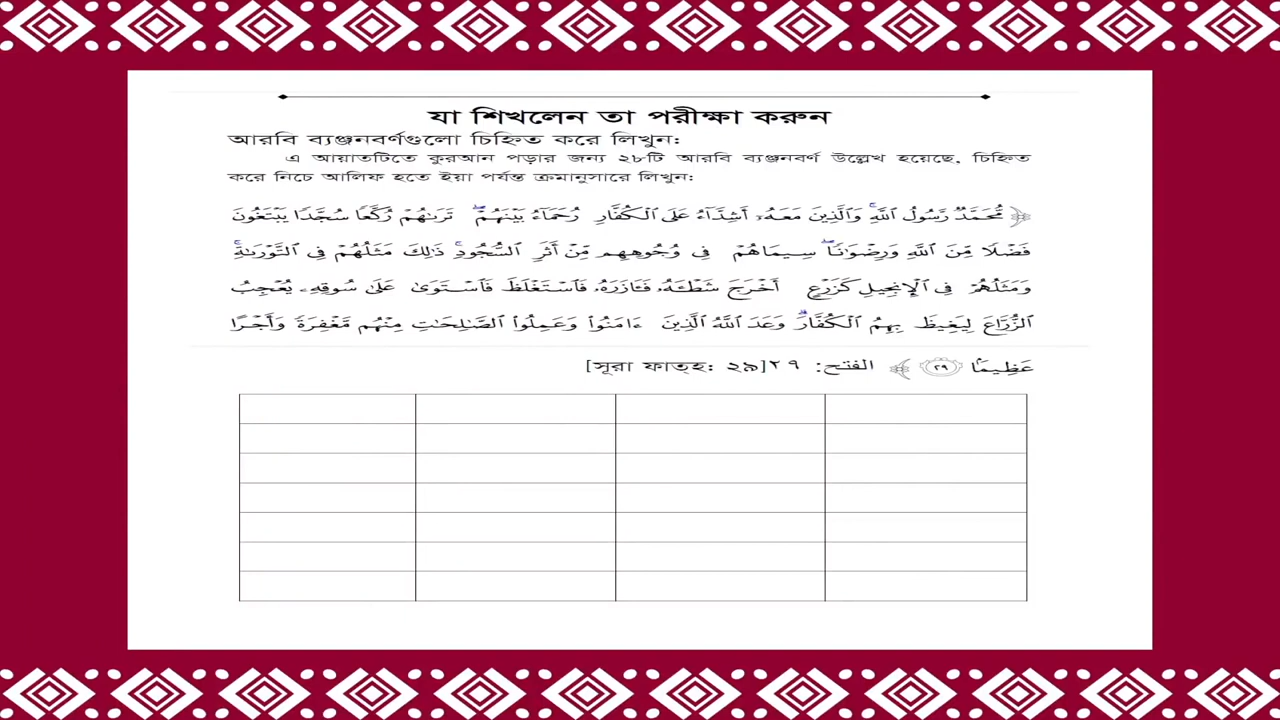 যা শিখলেন তা পরীক্ষা করুন
আরবি ব্যঞ্জনবর্ণগুলো চিহ্নিত করে লিখুন:
এ আয়াতটিতে কুরআন পড়ার জন্য ২৮টি আরবি ব্যঞ্জনবর্ণ উল্লেখ হয়েছে, চিহ্নিত
করে নিচে আলিফ হতে ইয়া পর্যন্ত ক্রমানুসারে লিখুন:
﴿ مُّحَمَّدٌ رَّسُولُ ٱللَّهِۚ وَٱلَّذِينَ مَعَهُۥٓ أَشِدَّآءُ عَلَى ٱلۡكُفَّارِ رُحَمَآءُ بَيۡنَهُمۡۖ تَرَىٰهُمۡ رُكَّعٗا سُجَّدٗا يَبۡتَغُونَ
فَضۡلٗا مِّنَ ٱللَّهِ وَرِضۡوَٰنٗاۖ سِيمَاهُمۡ فِي وُجُوهِهِم مِّنۡ أَثَرِ ٱلسُّجُودِۚ ذَٰلِكَ مَثَلُهُمۡ فِي ٱلتَّوۡرَىٰةِۚ
وَمَثَلُهُمۡ فِي ٱلۡإِنجِيلِ كَزَرۡعٍ أَخۡرَجَ شَطۡـَٔهُۥ فَـَٔازَرَهُۥ فَٱسۡتَغۡلَظَ فَٱسۡتَوَىٰ عَلَىٰ سُوقِهِۦ يُعۡجِبُ
ٱلزُّرَّاعَ لِيَغِيظَ بِهِمُ ٱلۡكُفَّارَۗ وَعَدَ ٱللَّهُ ٱلَّذِينَ ءَامَنُواْ وَعَمِلُواْ ٱلصَّٰلِحَٰتِ مِنۡهُم مَّغۡفِرَةٗ وَأَجۡرًا
عَظِيمَۢا ٢٩ ﴾ الفتح: ٢٩ [সূরা ফাত্হ: ২৯]